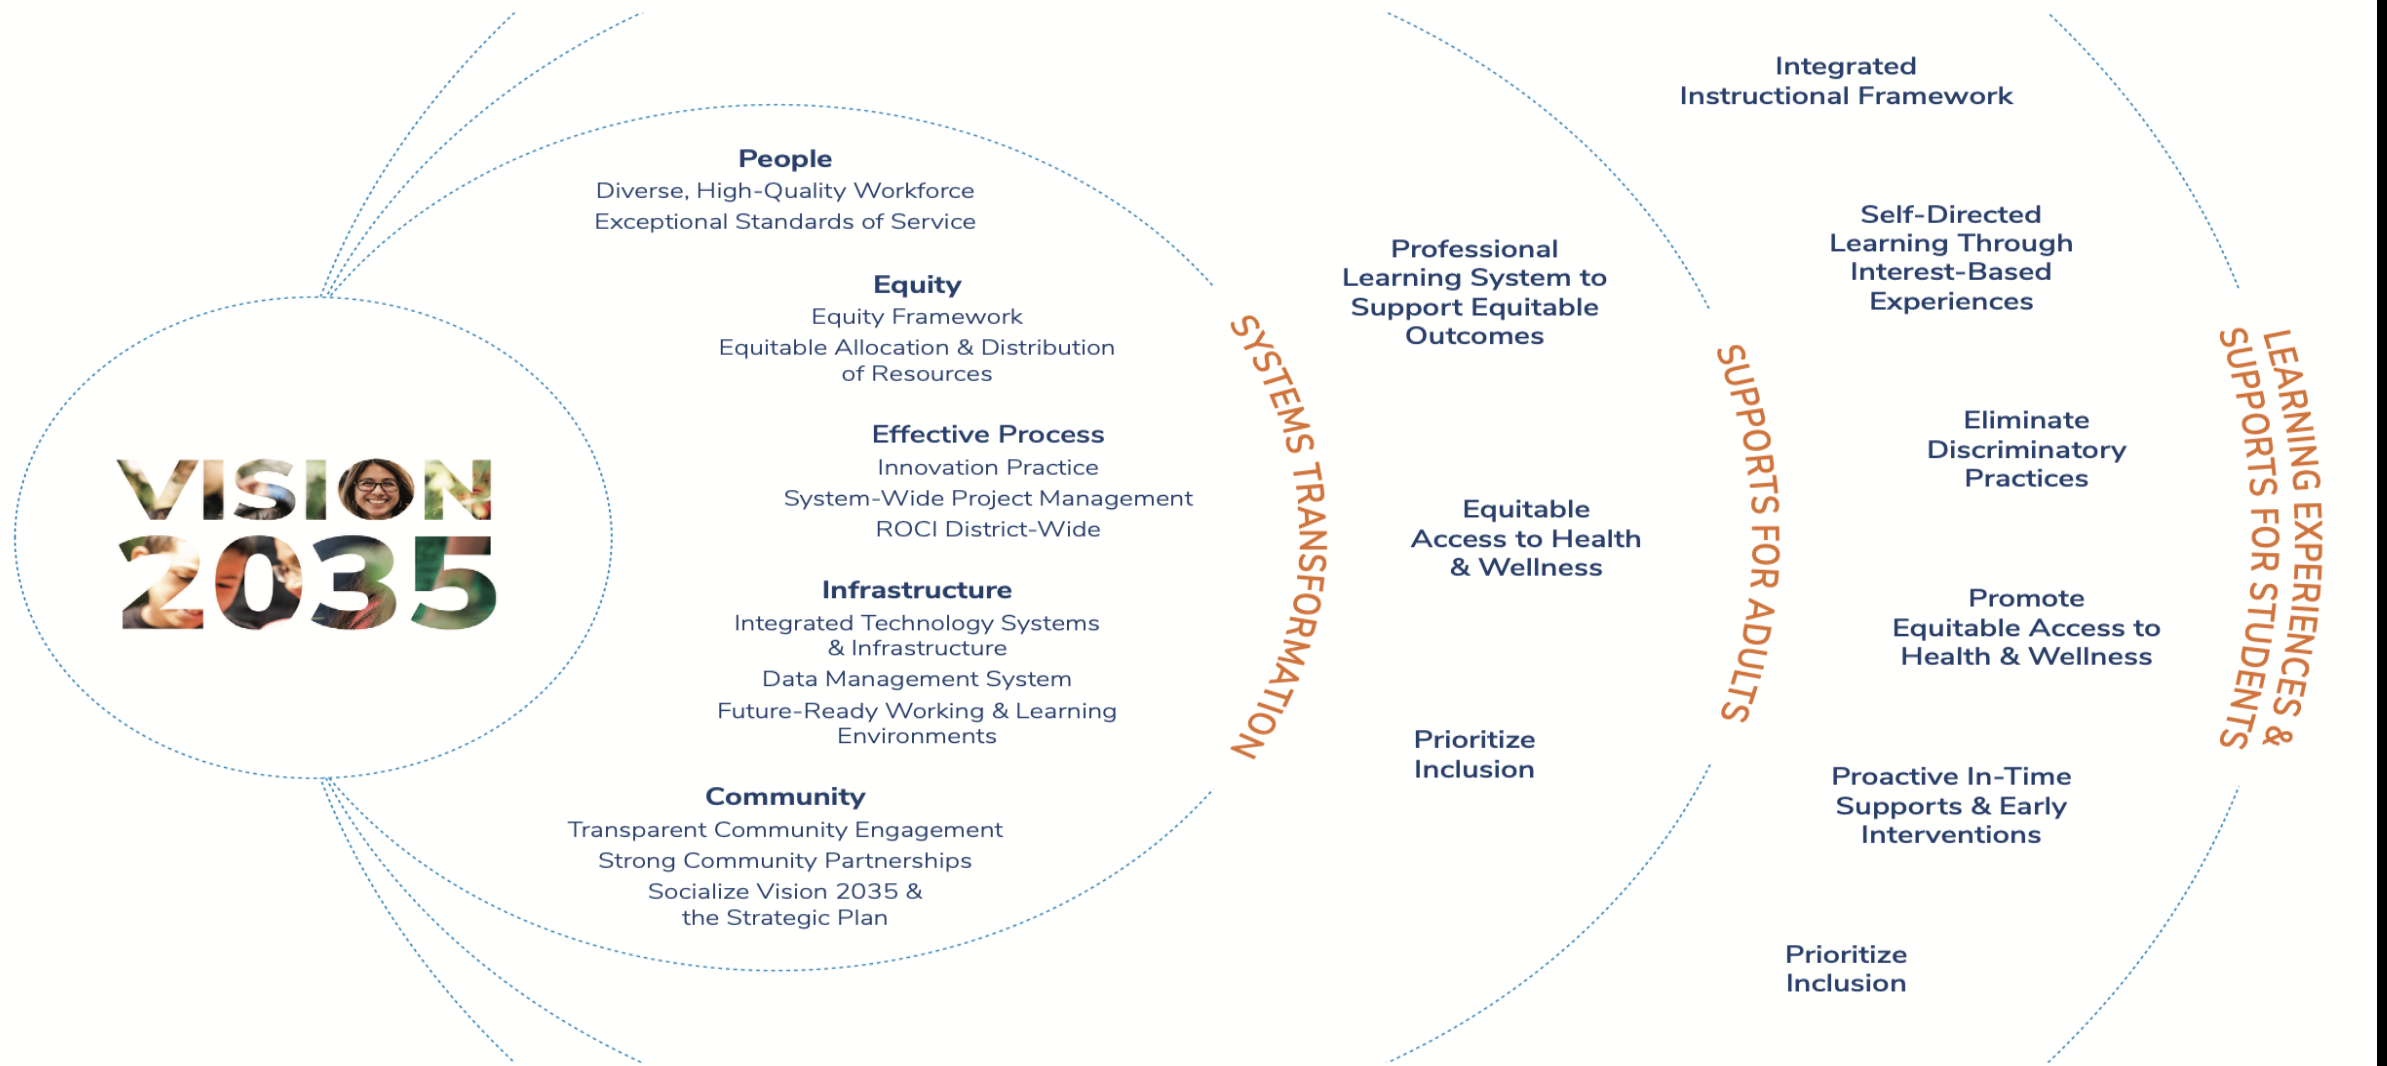 VISION
2035
People
Diverse, High-Quality Workforce
Exceptional Standards of Service
Equity
Equity Framework
Equitable Allocation & Distribution
of Resources
Effective Process
Innovation Practice
System-Wide Project Management
ROCI District-Wide
Infrastructure
Integrated Technology Systems
& Infrastructure
Data Management System
Future-Ready Working & Learning
Environments
Community
Transparent Community Engagement
Strong Community Partnerships
Socialize Vision 2035 &
the Strategic Plan
SYSTEMS TRANSFORMATION
Professional
Learning System to
Support Equitable
Outcomes
Equitable
Access to Health
& Wellness
Prioritize
Inclusion
SUPPORTS FOR ADULTS
Integrated
Instructional Framework
Self-Directed
Learning Through
Interest-Based
Experiences
Eliminate
Discriminatory
Practices
Promote
Equitable Access to
Health & Wellness
Proactive In-Time
Supports & Early
Interventions
Prioritize
Inclusion
LEARNING EXPERIENCES &
SUPPORTS FOR STUDENTS